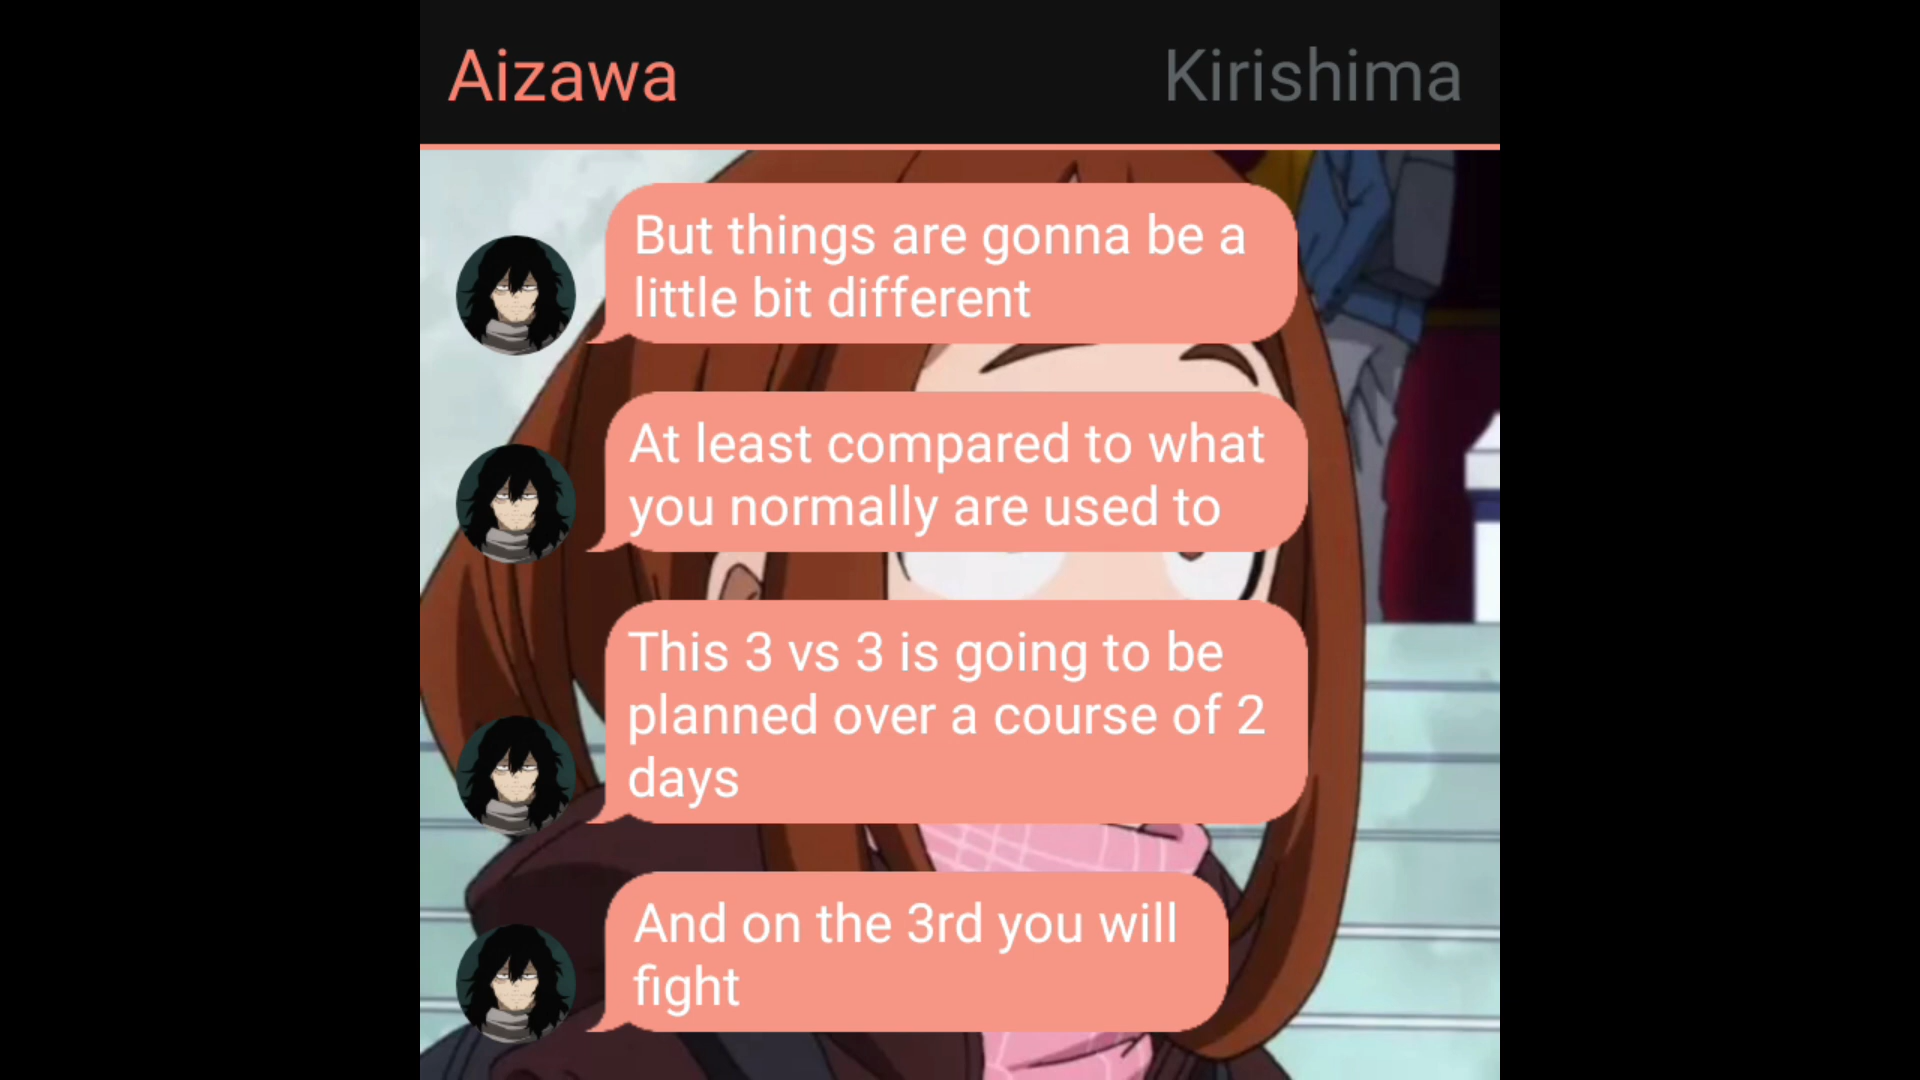 Aizawa
Kirishima
But things are gonna be a
little bit different
At least compared to what
you normally are used to
This 3 vs 3 is going to be
planned over a course of 2
days
And on the 3rd you will
fight